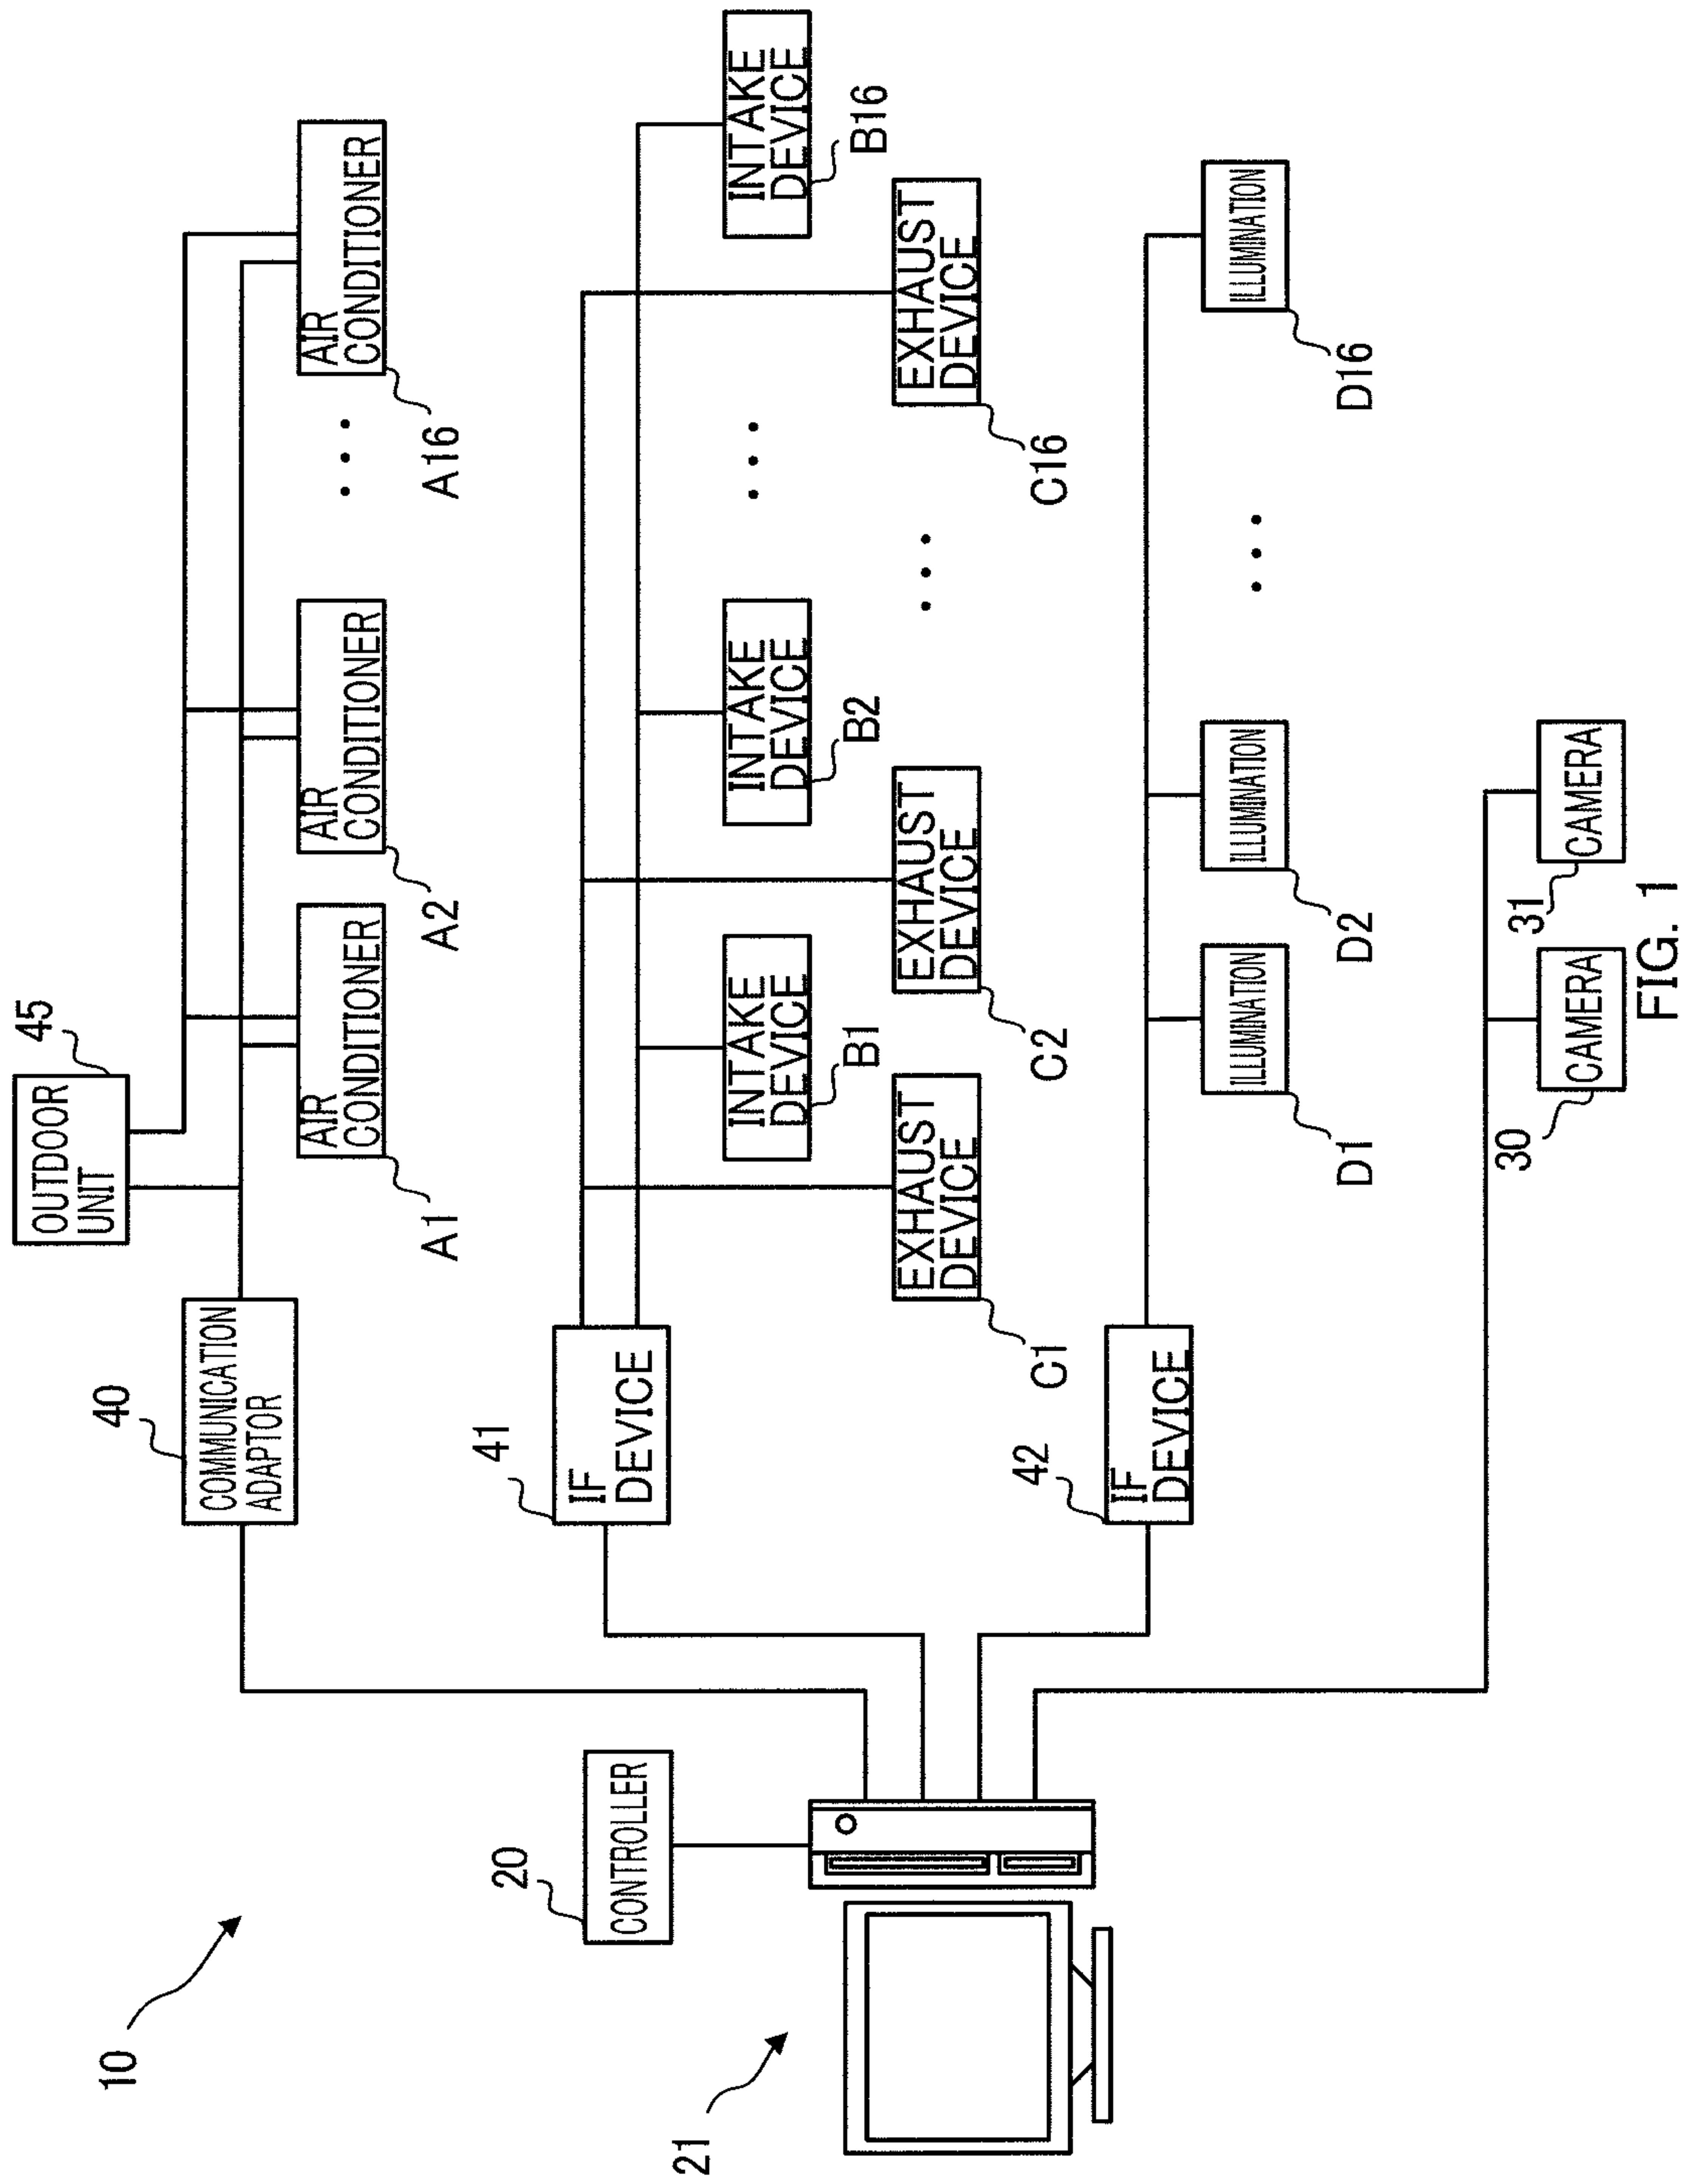 10
21
20
CONTROLLER
40
COMMUNICATION
ADAPTOR
45
OUTDOOR
UNIT
AIR
CONDITIONER
A1
AIR
CONDITIONER
A2
AIR
CONDITIONER
A16
41
IF
DEVICE
INTAKE
DEVICE
B1
INTAKE
DEVICE
B2
INTAKE
DEVICE
B16
EXHAUST
DEVICE
C1
EXHAUST
DEVICE
C2
EXHAUST
DEVICE
C16
42
IF
DEVICE
ILLUMINATION
D1
ILLUMINATION
D2
ILLUMINATION
D16
30
CAMERA
31
CAMERA
FIG. 1